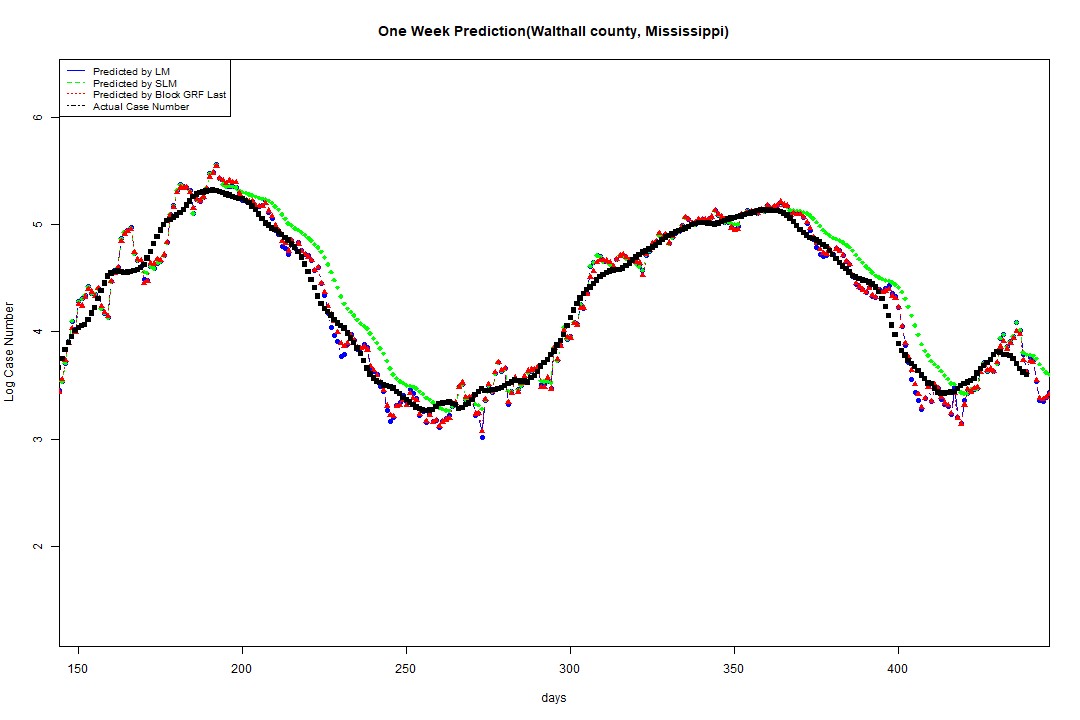 One Week Prediction(Walthall county, Mississippi)
Predicted by LM
Predicted by SLM
Predicted by Block GRF Last
Actual Case Number
6
5
4
3
2
Log Case Number
150 200 250 300 350 400
days